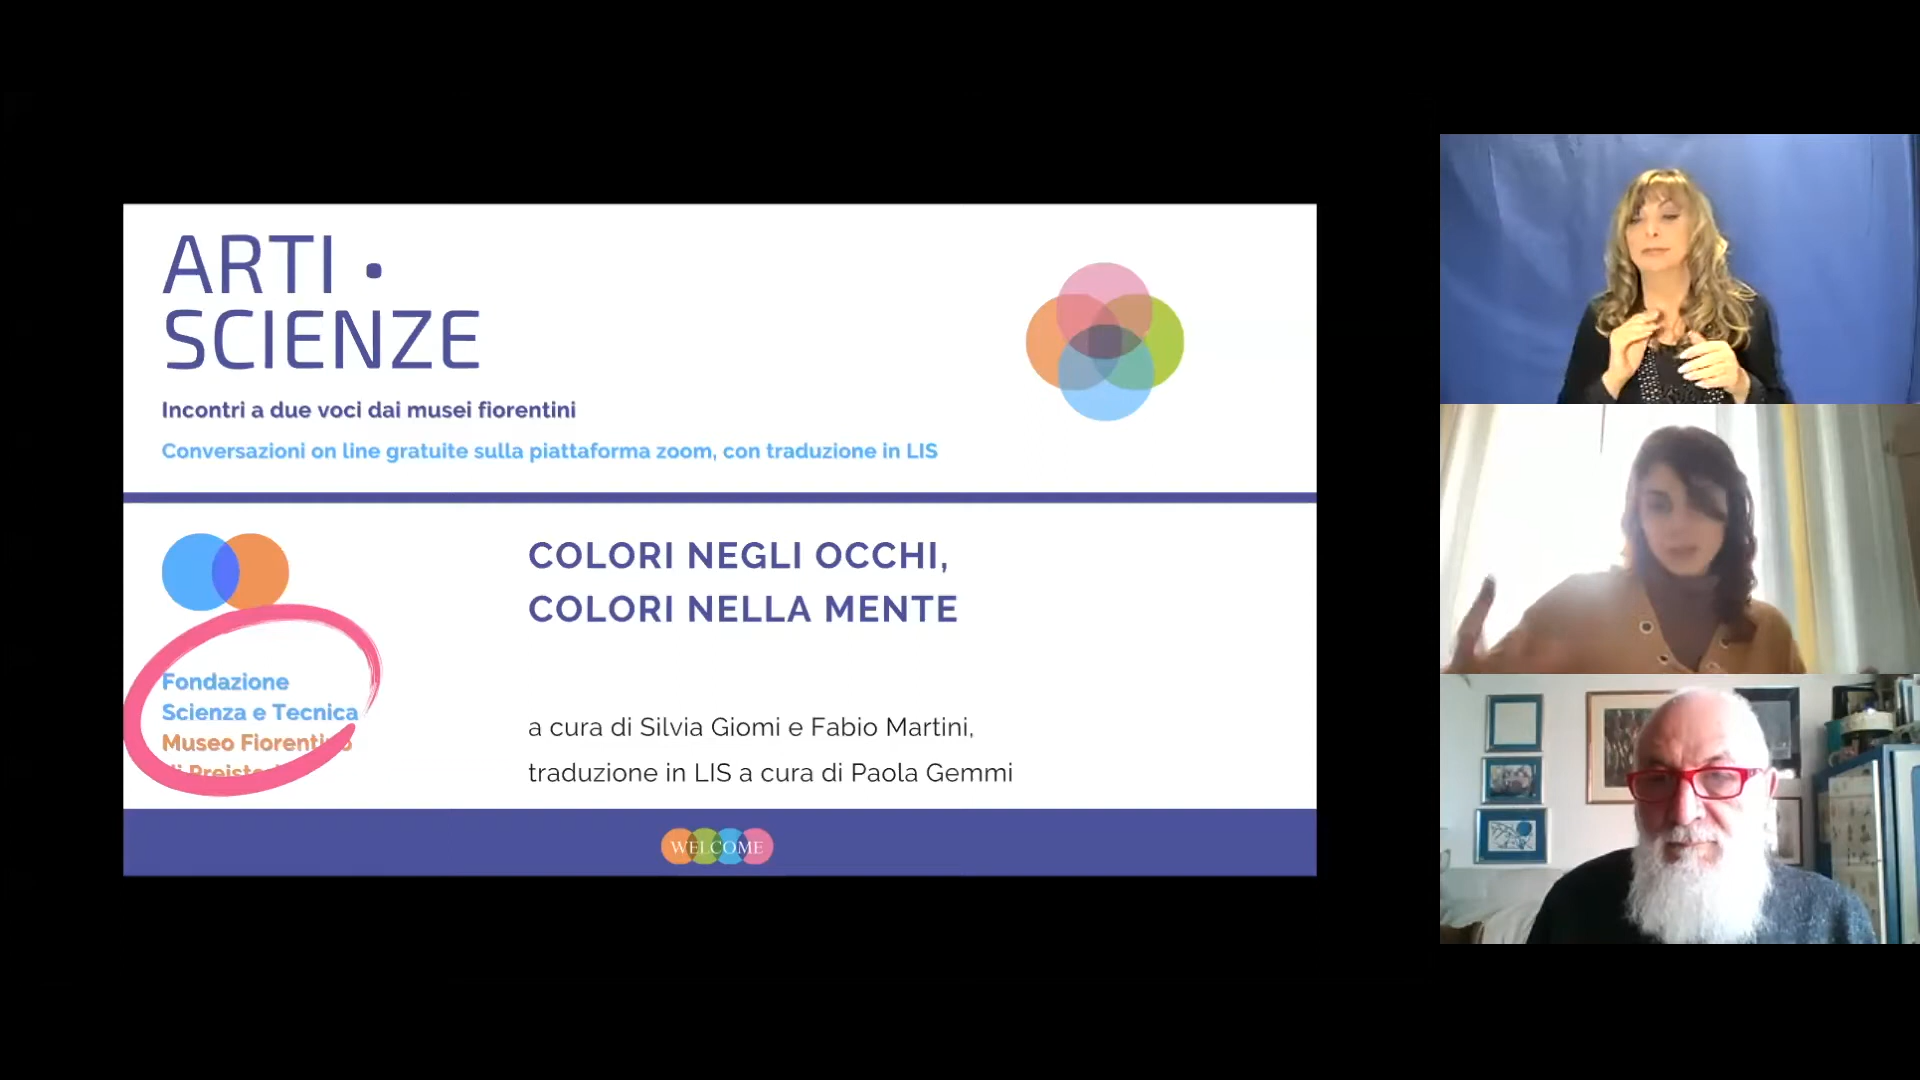 ARTI •
SCIENZE
Incontri a due voci dai musei fiorentini
Conversazioni on line gratuite sulla piattaforma zoom, con traduzione in LIS
COLORI NEGLI OCCHI,
COLORI NELLA MENTE
Fondazione
Scienza e Tecnica
Museo Fiorentino
a cura di Silvia Giomi e Fabio Martini,
traduzione in LIS a cura di Paola Gemmi
WELCOME